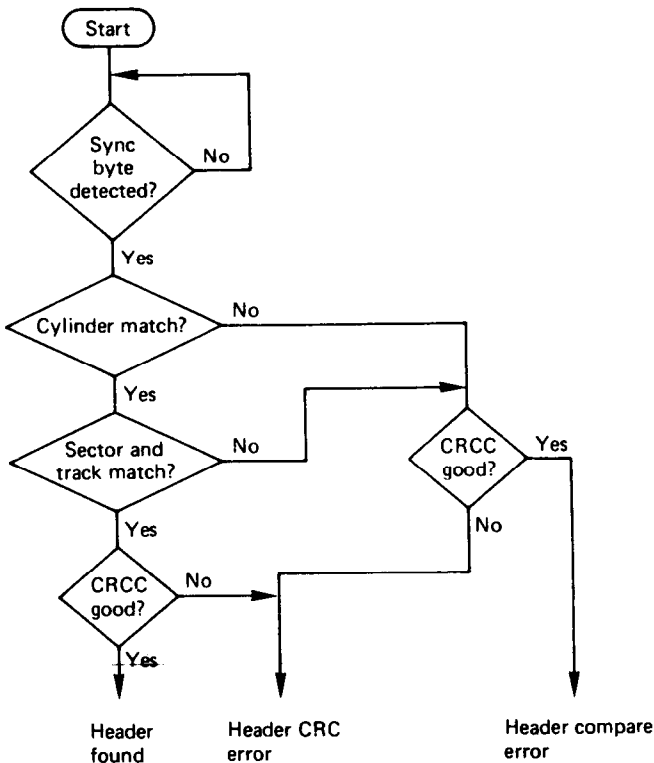 Start
Sync
byte
detected?
No
Yes
Cylinder match?
No
Yes
Sector and
track match?
No
Yes
CRCC
good?
Yes
No
CRCC
good?
No
Yes
Header
found
Header CRC
error
Header compare
error